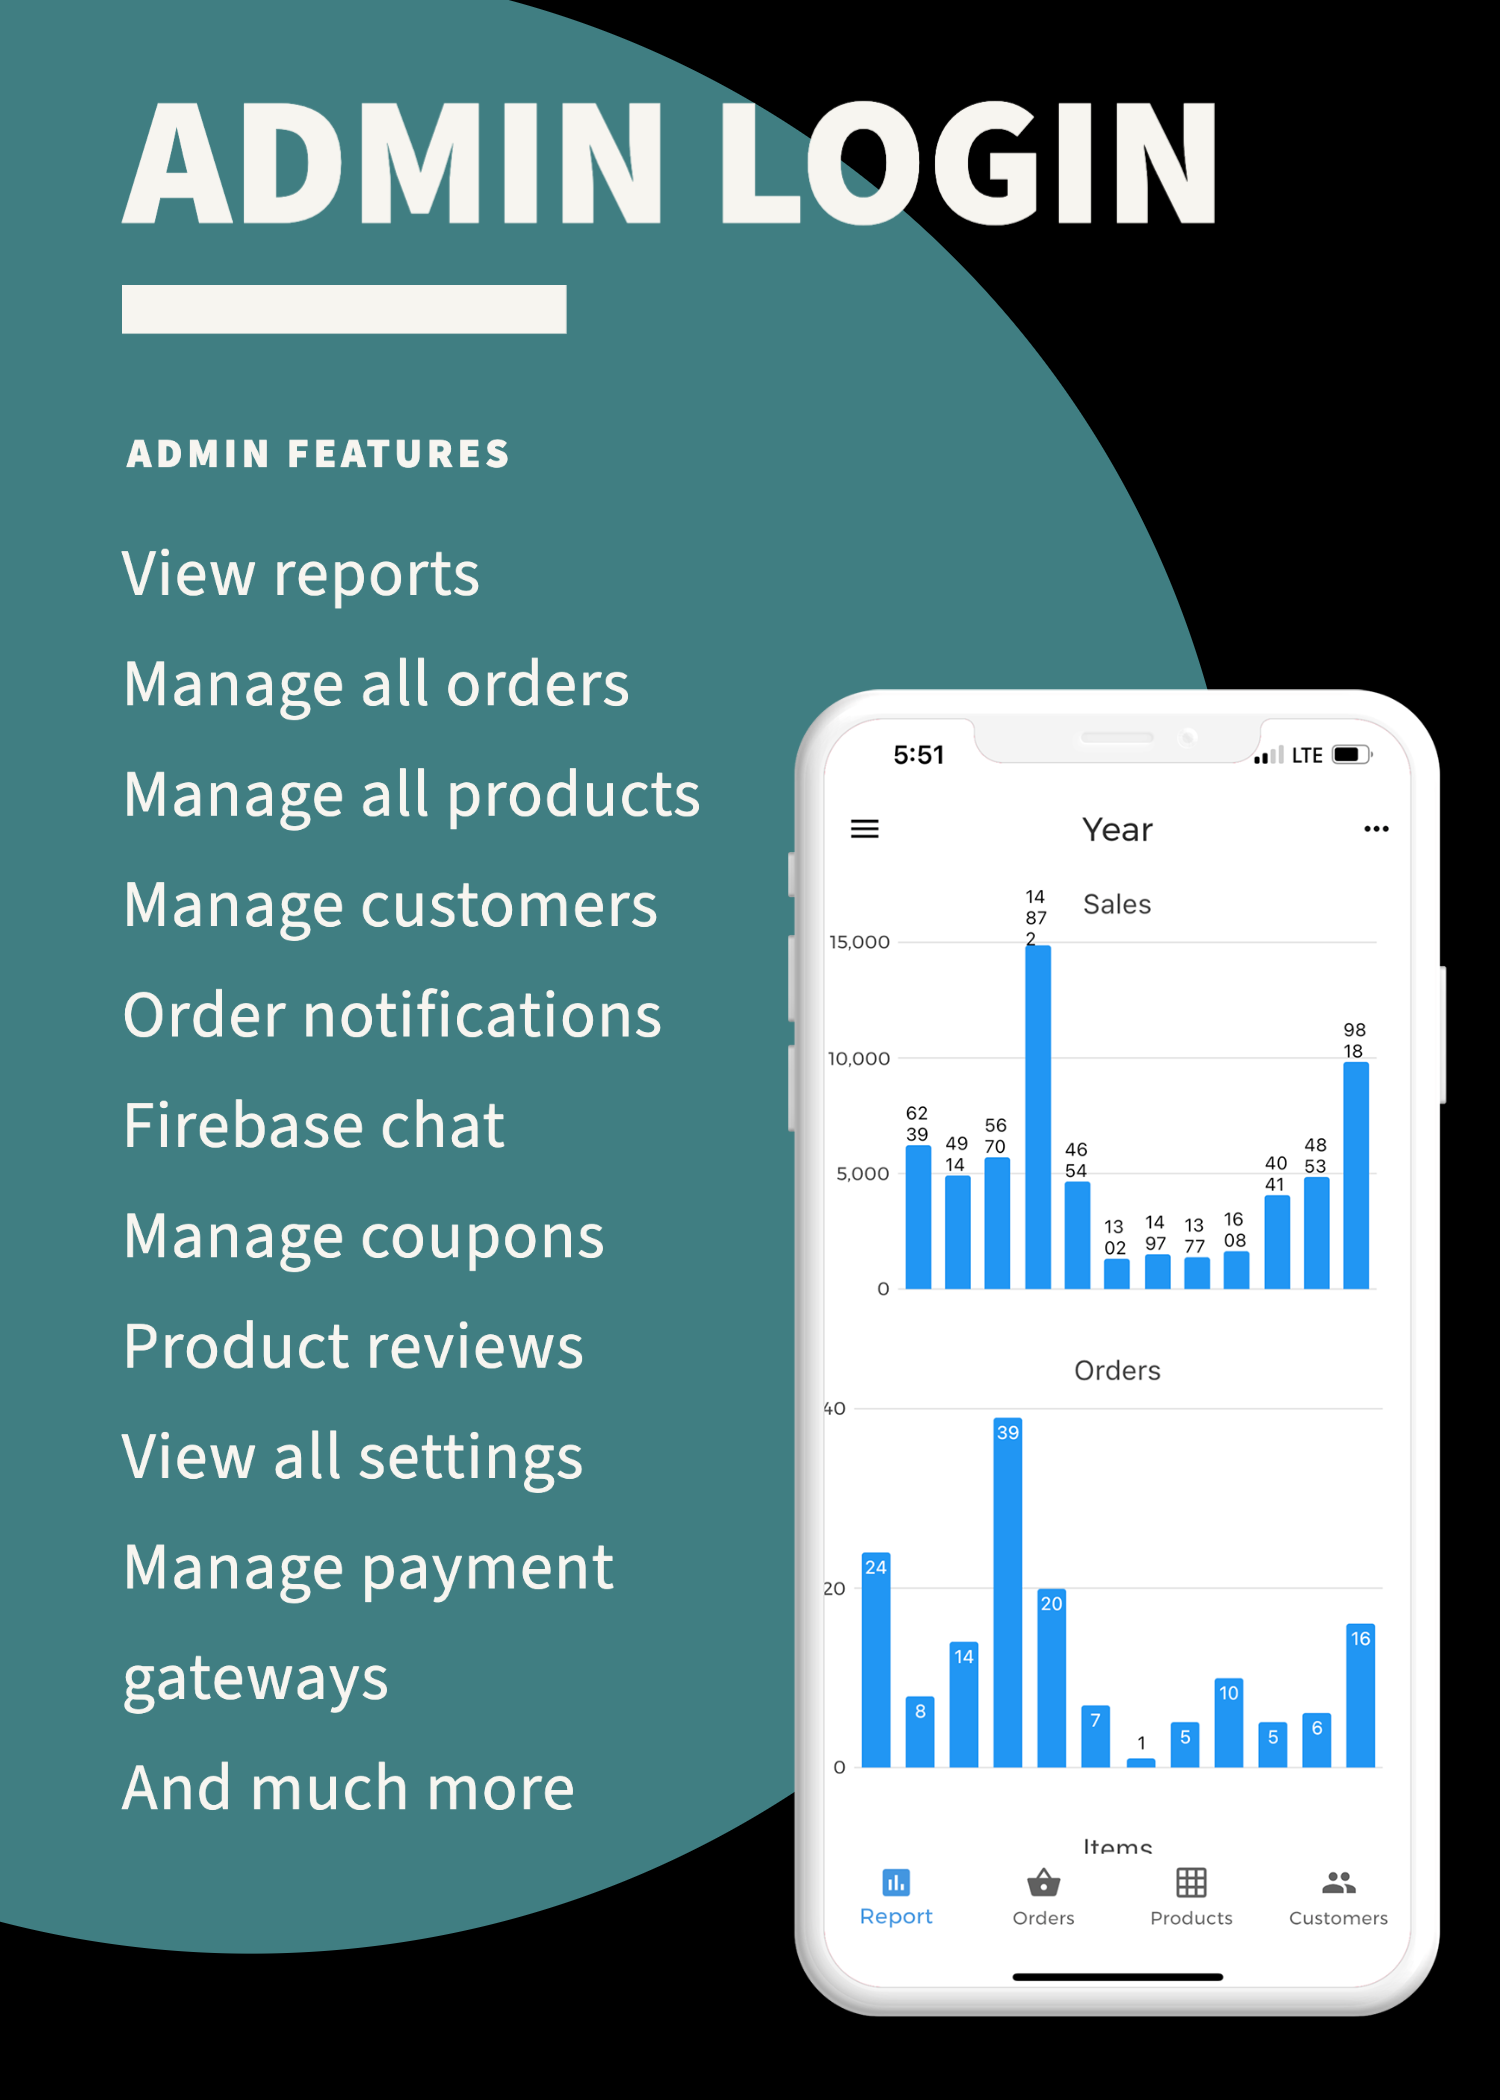 ADMIN LOGIN
ADMIN FEATURES
View reports
Manage all orders
Manage all products
Manage customers
Order notifications
Firebase chat
Manage coupons
Product reviews
View all settings
Manage payment
gateways
And much more
5:51 LTE
Year
Sales
15,000
10,000
5,000
0
62
39
49
14
56
70
14
87
2
46
54
13
02
14
97
13
77
16
08
40
41
48
53
98
18
Orders
40
20
0
24
8
14
39
20
7
1
5
10
5
6
16
Items
Report
Orders
Products
Customers